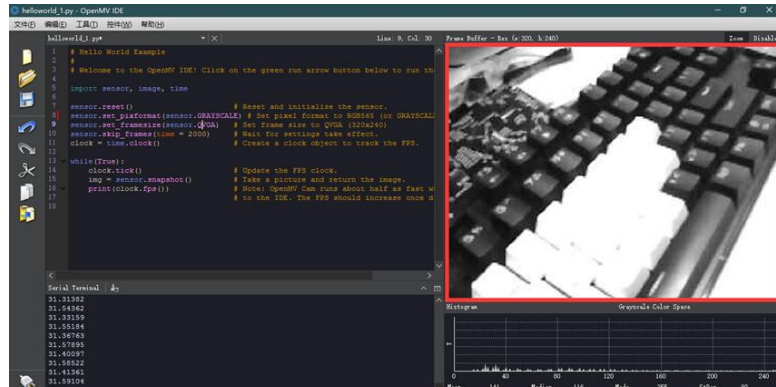 helloworld_1.py - OpenMV IDE
文件(F) 编辑(E) 工具(T) 控件(W) 帮助(H)
helloworld_1.py* Line: 9, Col: 30 Frame Buffer - Res (w:320, h:240) Zoom Disable
1 # Hello World Example
2 #
3 # Welcome to the OpenMV IDE! Click on the green run arrow button below to run th
4
5 import sensor, image, time
6
7 sensor.reset() # Reset and initialize the sensor.
8 sensor.set_pixformat(sensor.GRAYSCALE) # Set pixel format to RGB565 (or GRAYSCAL
9 sensor.set_framesize(sensor.QVGA) # Set frame size to QVGA (320x240)
10 sensor.skip_frames(time = 2000) # Wait for settings take effect.
11 clock = time.clock() # Create a clock object to track the FPS.
12
13 while(True):
14 clock.tick() # Update the FPS clock.
15 img = sensor.snapshot() # Take a picture and return the image.
16 print(clock.fps()) # Note: OpenMV Cam runs about half as fast w
17 # to the IDE. The FPS should increase once d
18
Serial Terminal
31.31382
31.54362
31.33159
31.55184
31.36763
31.57895
31.40097
31.58522
31.41361
31.59104
Histogram Grayscale Color Space
0 40 80 120 160 200 240